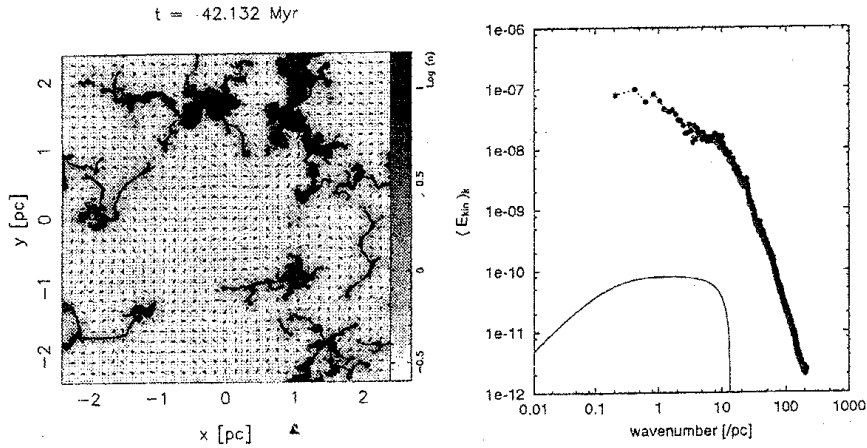 t = 42.132 Myr
2
1
0
-1
-2
y [pc]
-2 -1 0 1 2
x [pc]
Log (n)
1
0.5
0
-0.5
1e-06
1e-07
1e-08
1e-09
1e-10
1e-11
1e-12
⟨ E_kin ⟩_k
0.01 0.1 1 10 100 1000
wavenumber [/pc]